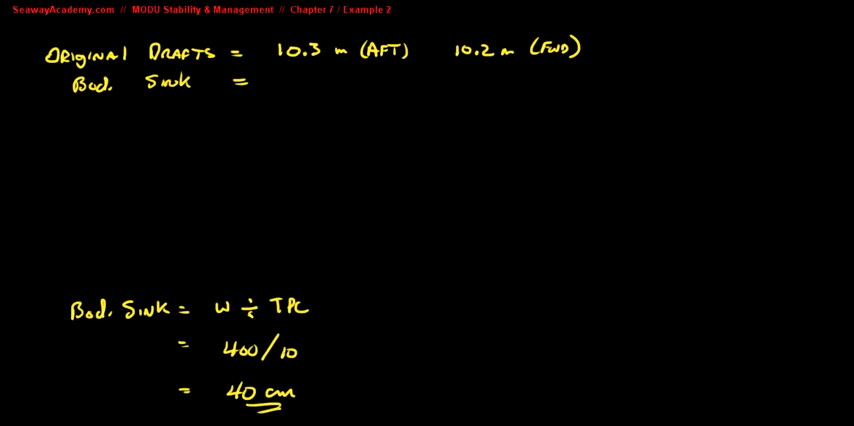 SeawayAcademy.com // MODU Stability & Management // Chapter 7 / Example 2
ORIGINAL DRAFTS = 10.3 m (AFT) 10.2 m (FWD)
Bod. SINK =
Bod. SINK = W ÷ TPC
= 400/10
= 40 cm